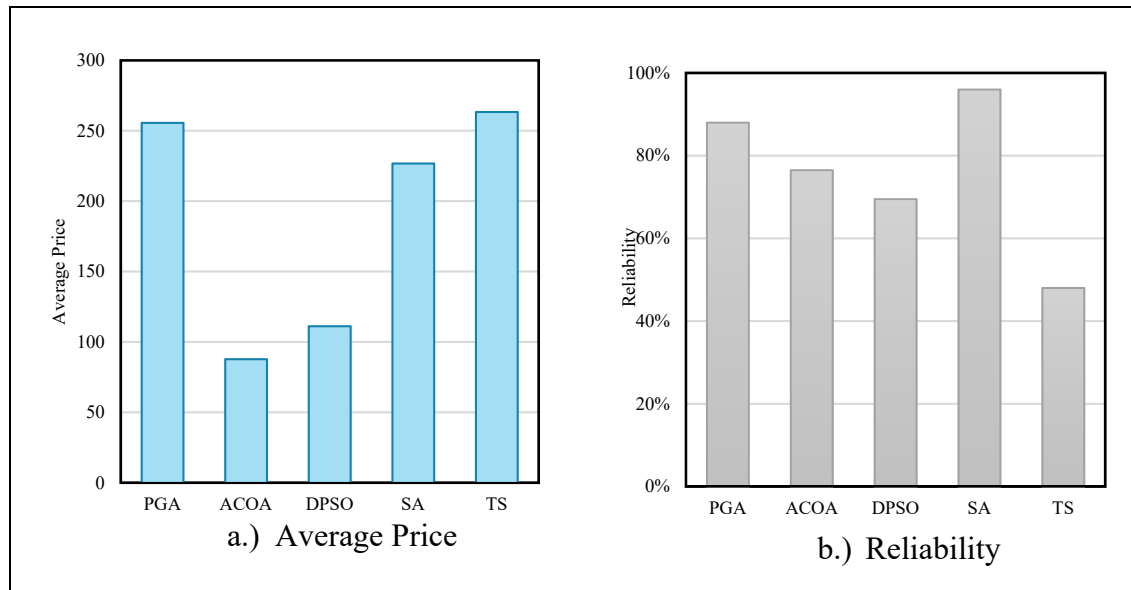 300
250
200
150
100
50
0
Average Price
PGA ACOA DPSO SA TS
a.) Average Price
100%
80%
60%
40%
20%
0%
Reliability
PGA ACOA DPSO SA TS
b.) Reliability